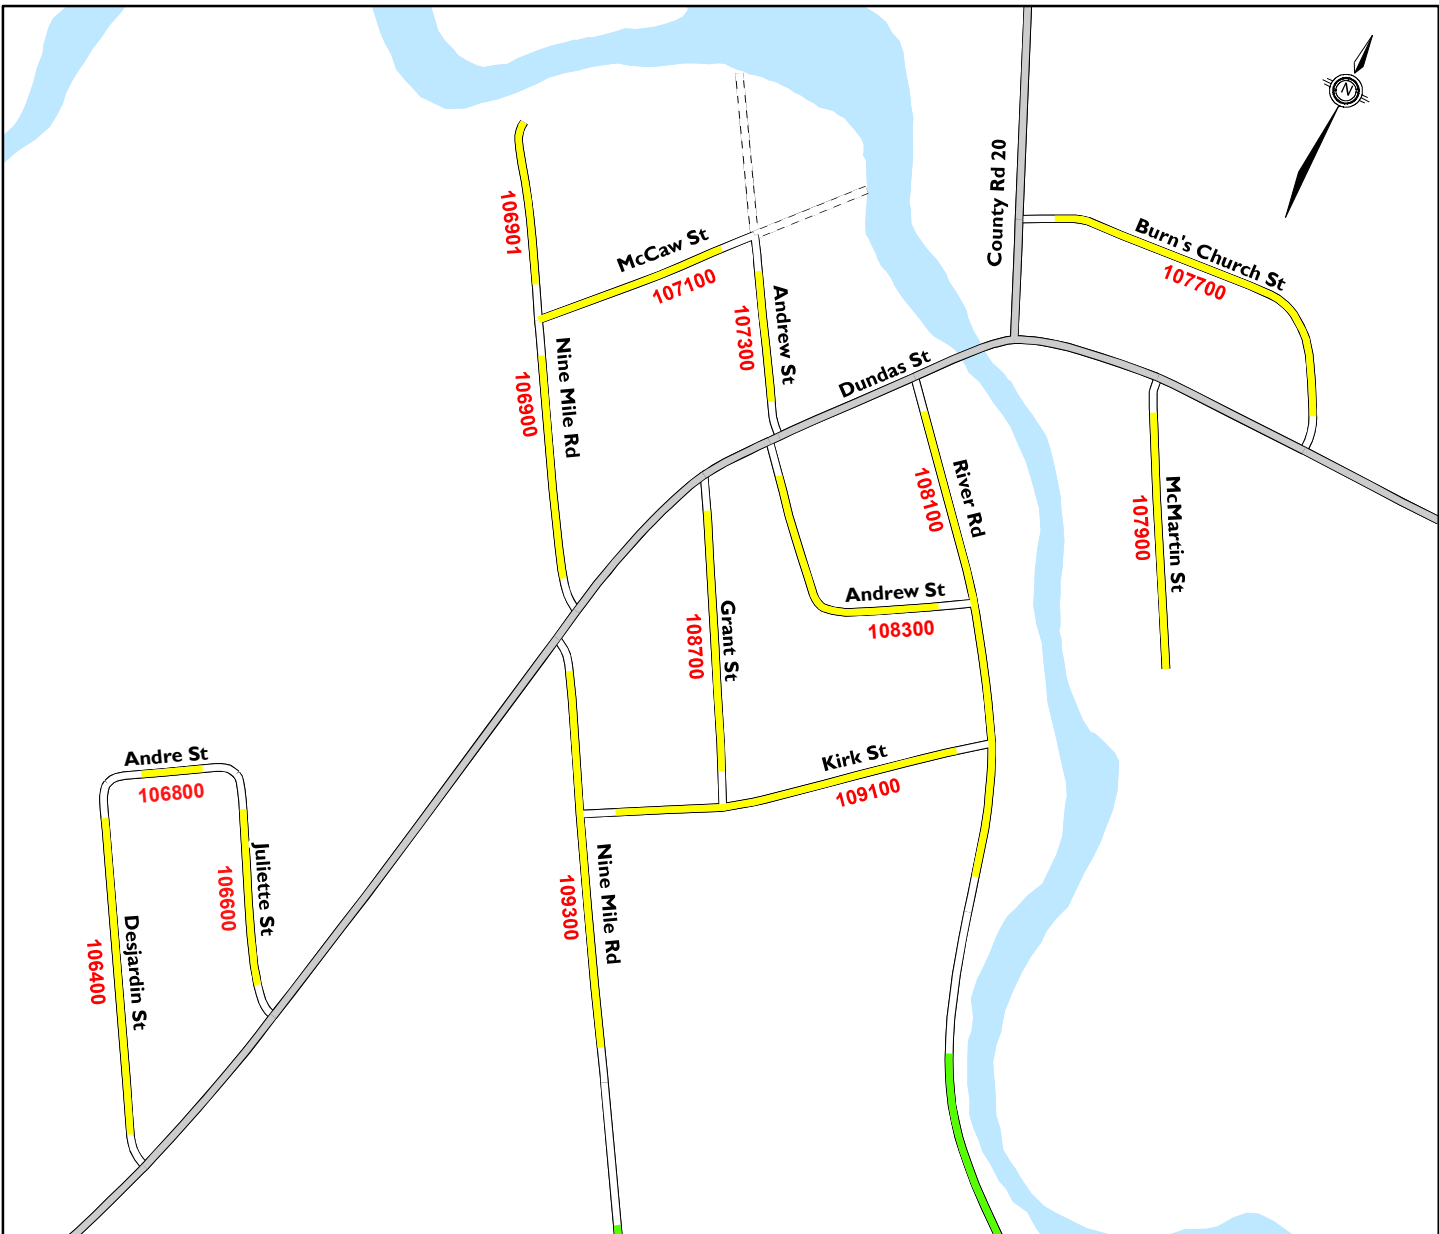 N
County Rd 20
106901
McCaw St
107100
Burn's Church St
107700
Andrew St
107300
Nine Mile Rd
106900
Dundas St
River Rd
108100
McMartin St
107900
Andrew St
108300
Grant St
108700
Kirk St
109100
Andre St
106800
Juliette St
106600
Nine Mile Rd
109300
Desjardin St
106400